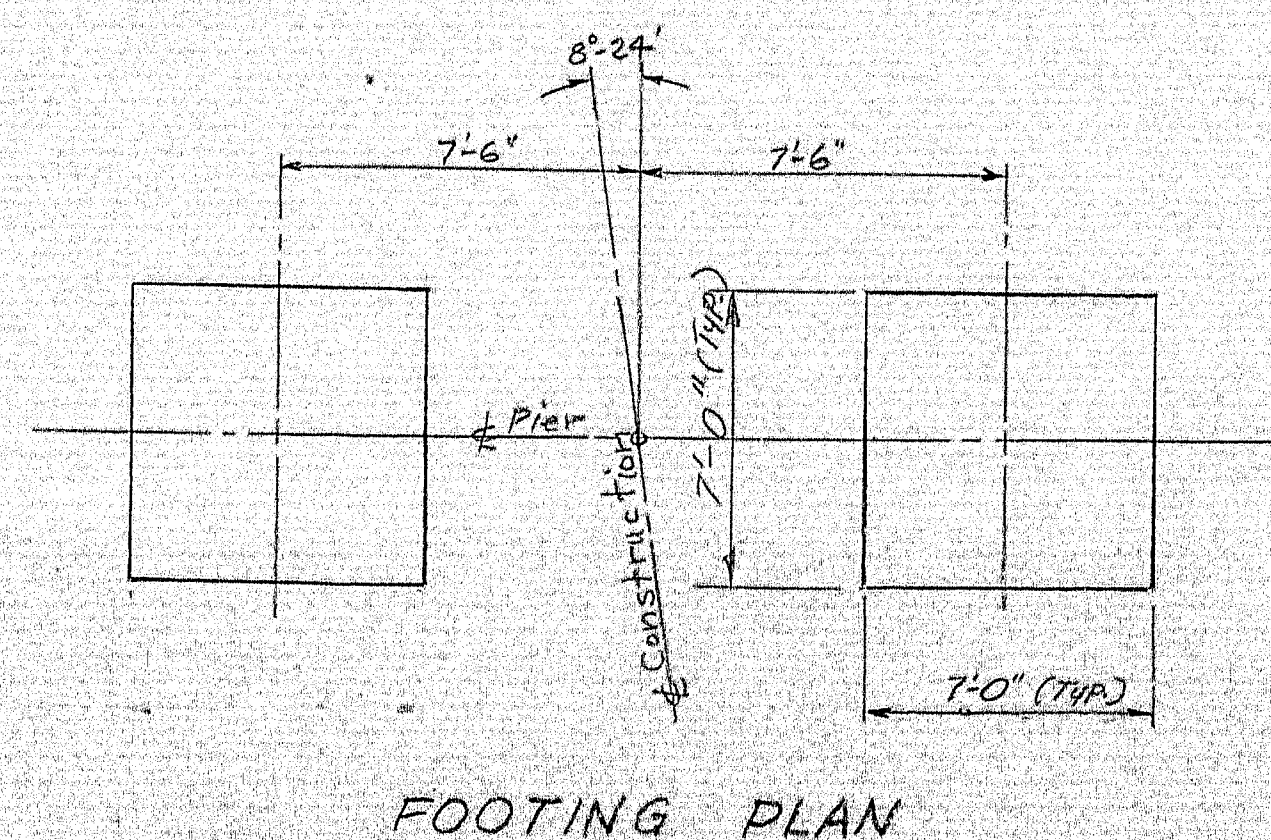 8°-24'
7'-6"
7'-6"
7'-0" (TYP.)
℄ Pier
℄ Construction
7'-0" (TYP.)
FOOTING PLAN